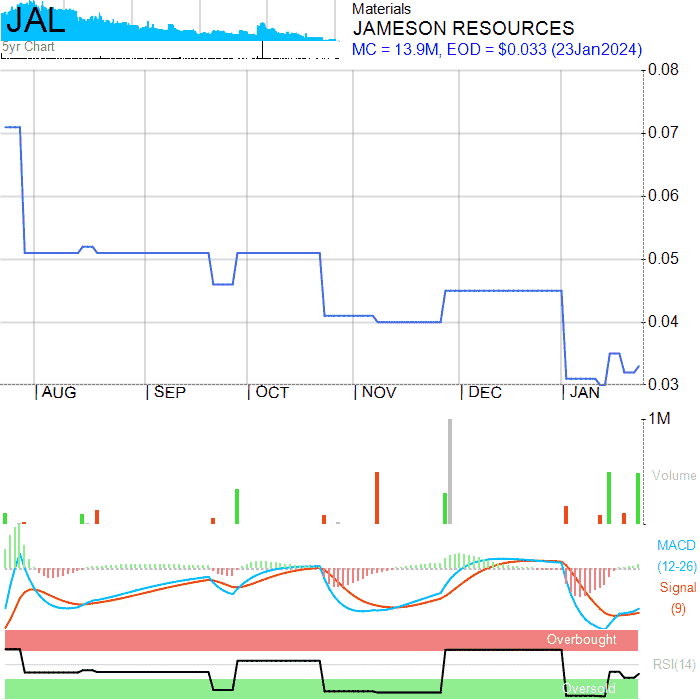 JAL
5yr Chart
Materials
JAMESON RESOURCES
MC = 13.9M, EOD = $0.033 (23Jan2024)
0.08
0.07
0.06
0.05
0.04
0.03
AUG SEP OCT NOV DEC JAN
1M
Volume
MACD
(12-26)
Signal
(9)
Overbought
RSI(14)
Oversold